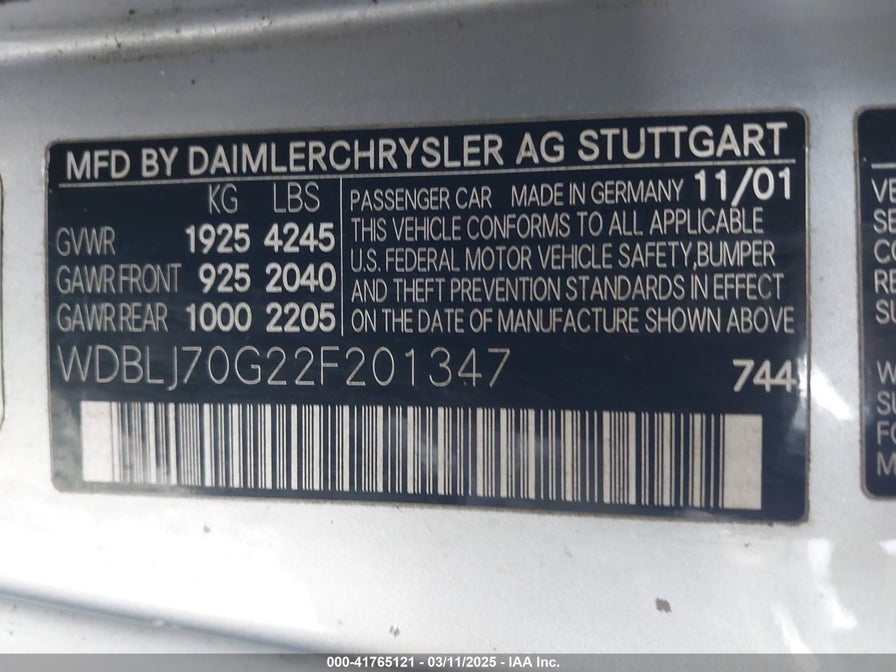 MFD BY DAIMLERCHRYSLER AG STUTTGART
KG LBS
GVWR 1925 4245
GAWR FRONT 925 2040
GAWR REAR 1000 2205
PASSENGER CAR MADE IN GERMANY 11/01
THIS VEHICLE CONFORMS TO ALL APPLICABLE
U.S. FEDERAL MOTOR VEHICLE SAFETY,BUMPER
AND THEFT PREVENTION STANDARDS IN EFFECT
ON THE DATE OF MANUFACTURE SHOWN ABOVE
WDBLJ70G22F201347 744
000-41765121 - 03/11/2025 - IAA Inc.